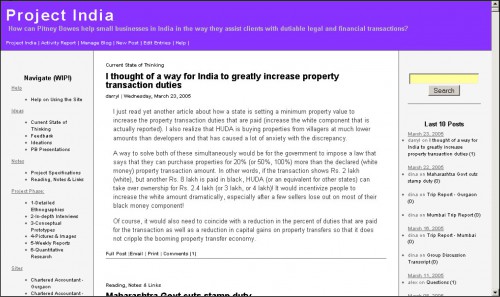 Project India
How can Pitney Bowes help small businesses in India in the way they assist clients with dutiable legal and financial transactions?
Project India | Activity Report | Manage Blog | New Post | Edit Entries | Help |
Navigate (WIP!)
Meta
Help on Using the Site
Ideas
Current State of
Thinking
Feedback
Ideas
PB Presentations
Notes
Project Specifications
Reading, Notes & Links
Project Phase:
1-Detailed
Ethnographies
2-In-depth Interviews
3-Conceptual
Prototypes
4-Pictures & Images
5-Weekly Reports
6-Quantitative
Research
Sites
Chartered Accountant-
Gurgaon
Chartered Accountant-
Current State of Thinking
I thought of a way for India to greatly increase property
transaction duties
darryl | Wednesday, March 23, 2005
I just read yet another article about how a state is setting a minimum property value to
increase the property transaction duties that are paid (increase the white component that is
actually reported). I also realize that HUDA is buying properties from villagers at much lower
amounts than developers and that has caused a lot of anxiety with the discrepancy.
A way to solve both of these simultaneously would be for the government to impose a law that
says that they can purchase properties for 20% (or 50%, 100%) more than the declared (white
money) property transaction amount. In other words, if the transaction shows Rs. 2 lakh
(white), but another Rs. 8 lakh is paid in black, HUDA (or an equivalent for other states) can
take over ownership for Rs. 2.4 lakh (or 3 lakh, or 4 lakh)! It would incentivize people to
increase the white amount dramatically, especially after a few sellers lose out on most of their
black money component!
Of course, it would also need to coincide with a reduction in the percent of duties that are paid
for the transaction as well as a reduction in capital gains on property transfers so that it does
not cripple the booming property transfer economy.
Full Post | Email | Print | Comments (1)
Reading, Notes & Links
Maharashtra Govt cuts stamp duty
Search
Last 10 Posts
March 23, 2005
darryl on I thought of a way for
India to greatly increase property
transaction duties (1)
March 22, 2005
dina on Maharashtra Govt cuts
stamp duty (0)
dina on Trip Report - Gurgaon
(0)
dina on Mumbai Trip Report (0)
March 18, 2005
dina on Trip Report - Mumbai
(0)
dina on Group Discussion
Transcript (0)
March 11, 2005
alex on Questions (1)
March 09, 2005